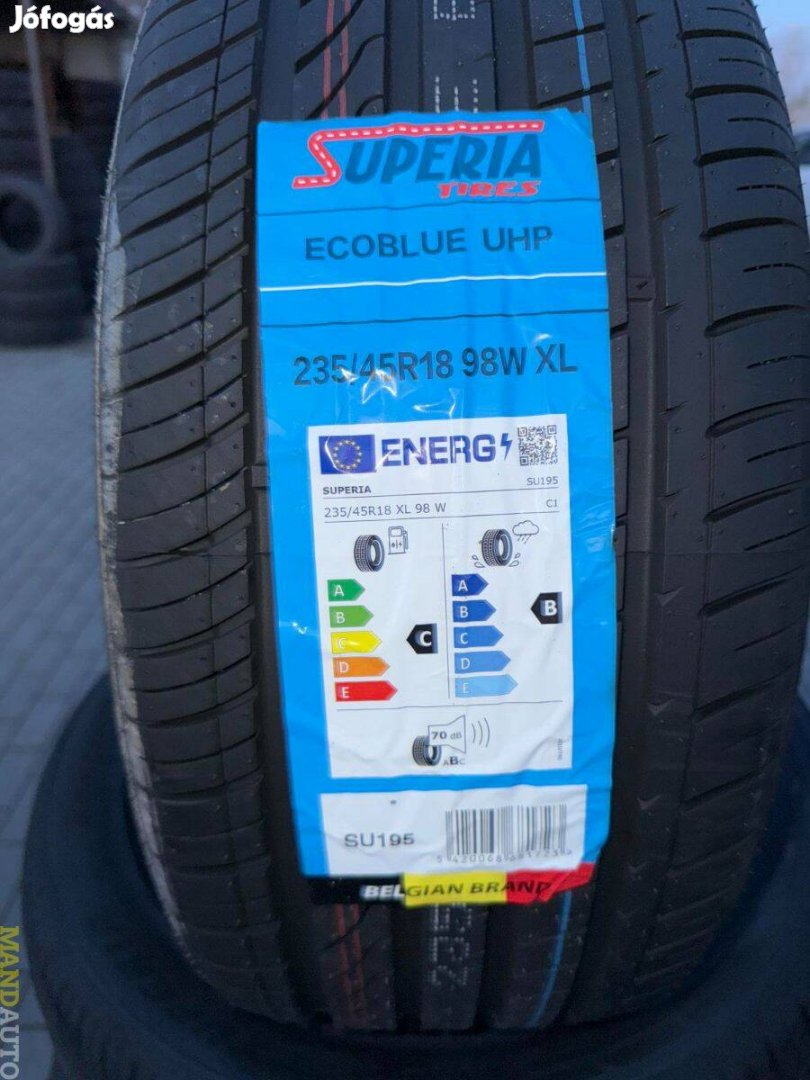 Jófogás
SUPERIA
TIRES
ECOBLUE UHP
235/45R18 98W XL
ENERG
SUPERIA SU195
235/45R18 XL 98 W C1
A A
B B B
C C C
D D
E E
70 dB
ABC
SU195
BELGIAN BRAND
MANDAUTO